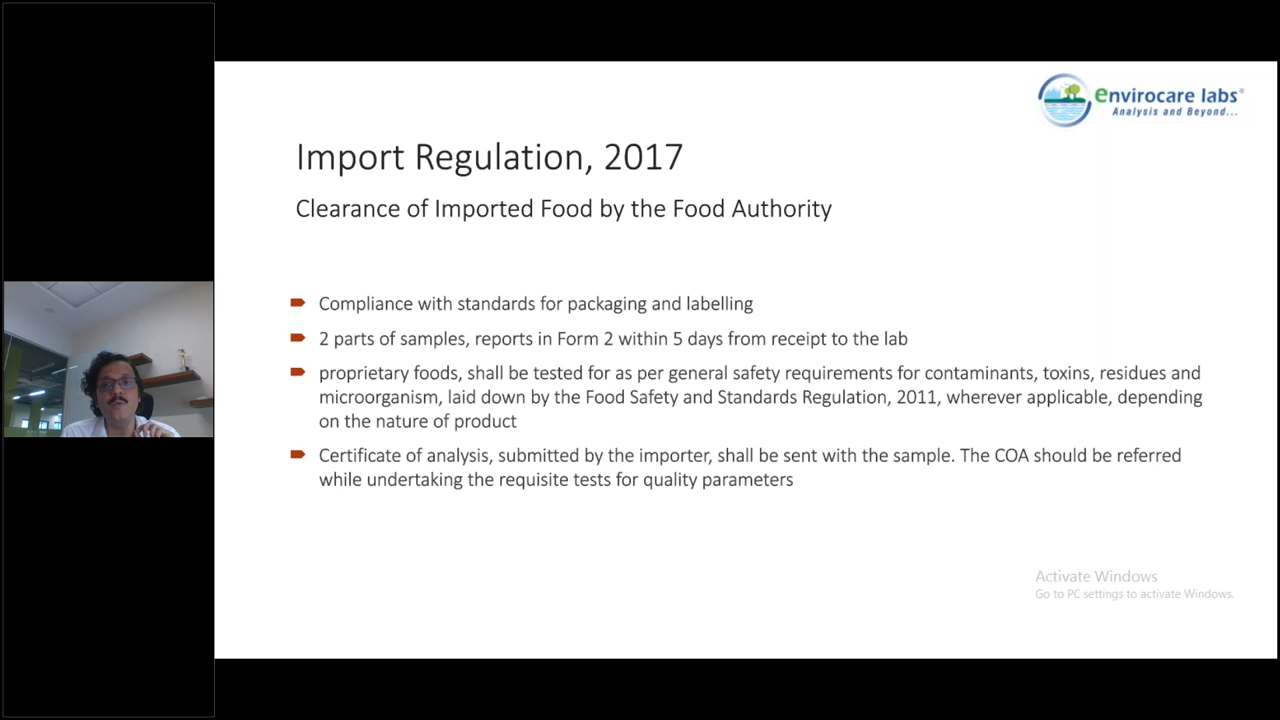 envirocare labs®
Analysis and Beyond...
Import Regulation, 2017
Clearance of Imported Food by the Food Authority
Compliance with standards for packaging and labelling
2 parts of samples, reports in Form 2 within 5 days from receipt to the lab
proprietary foods, shall be tested for as per general safety requirements for contaminants, toxins, residues and
microorganism, laid down by the Food Safety and Standards Regulation, 2011, wherever applicable, depending
on the nature of product
Certificate of analysis, submitted by the importer, shall be sent with the sample. The COA should be referred
while undertaking the requisite tests for quality parameters
Activate Windows
Go to PC settings to activate Windows.